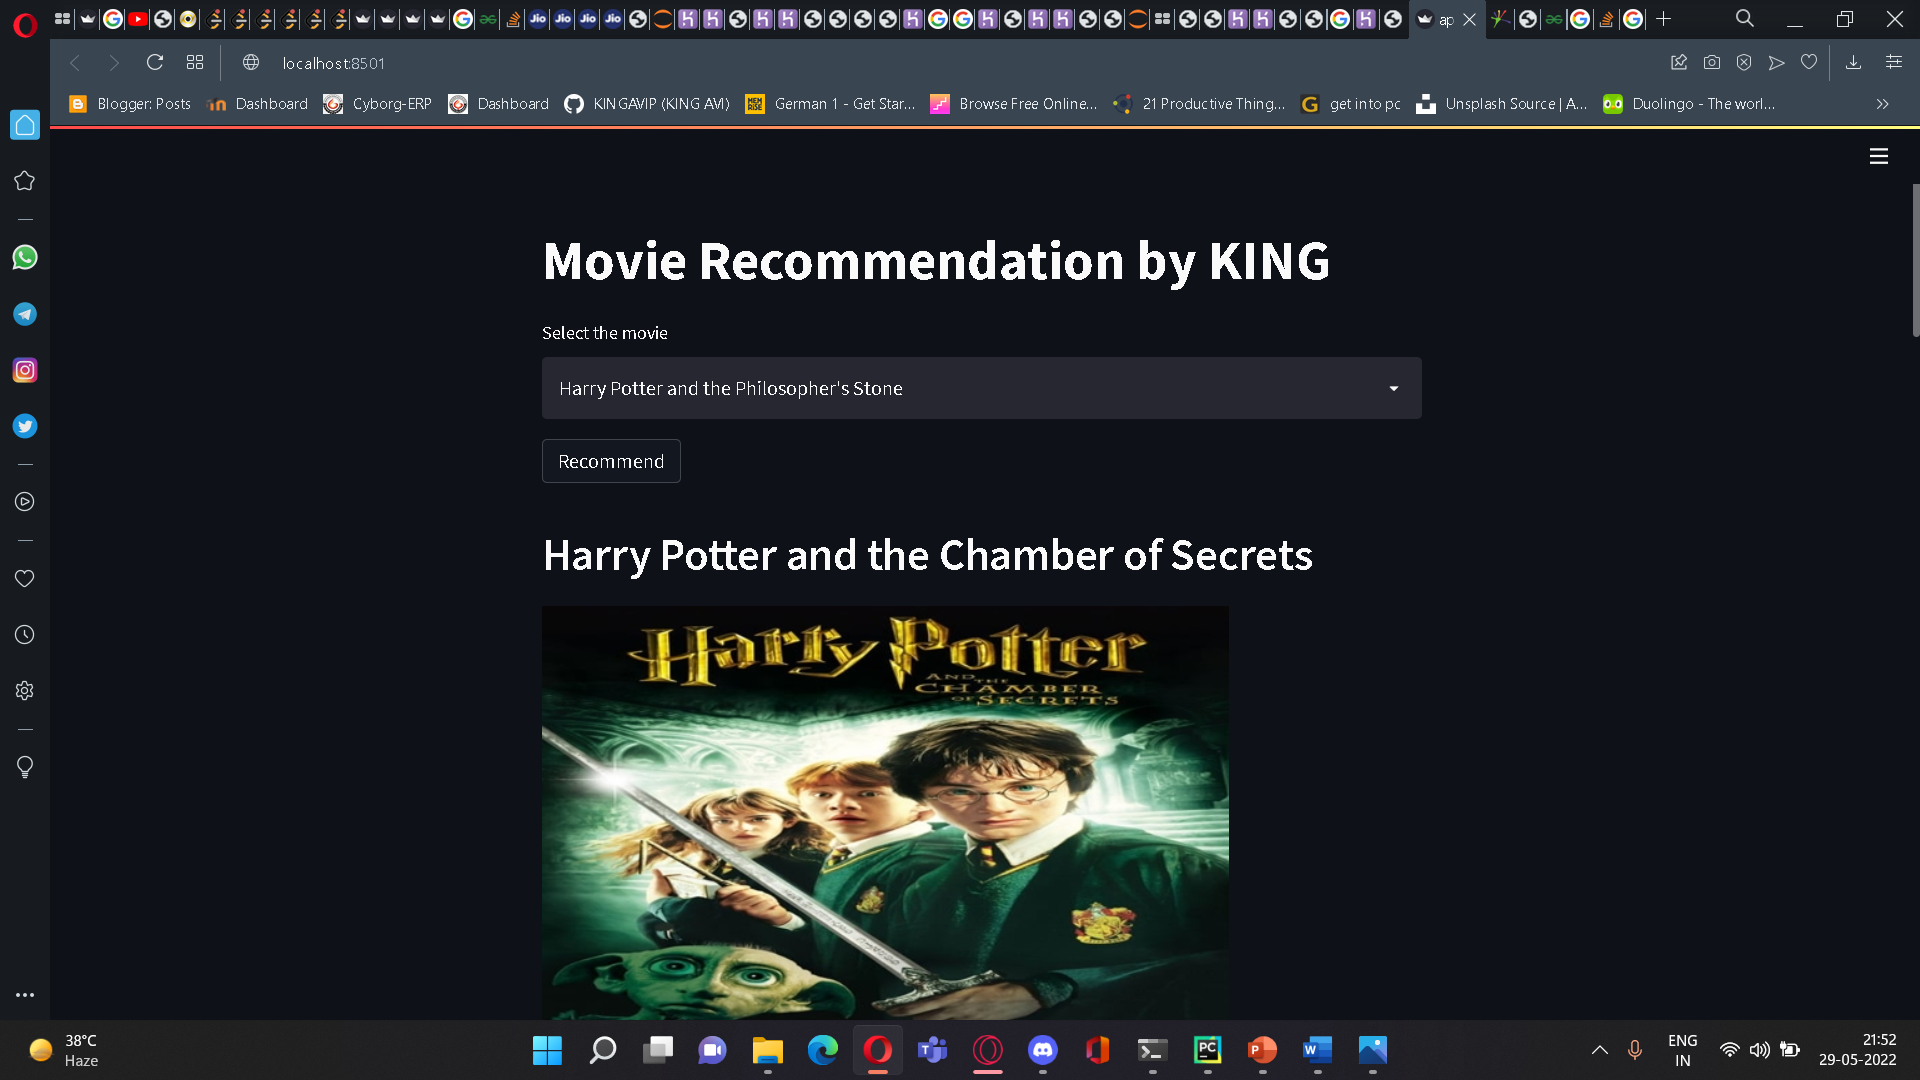 ap
localhost:8501
Blogger: Posts
Dashboard
Cyborg-ERP
Dashboard
KINGAVIP (KING AVI)
German 1 - Get Star...
Browse Free Online...
21 Productive Thing...
get into pc
Unsplash Source | A...
Duolingo - The worl...
Movie Recommendation by KING
Select the movie
Harry Potter and the Philosopher's Stone
Recommend
Harry Potter and the Chamber of Secrets
Harry Potter
AND THE
CHAMBER
OF SECRETS
38°C
Haze
ENG
IN
21:52
29-05-2022